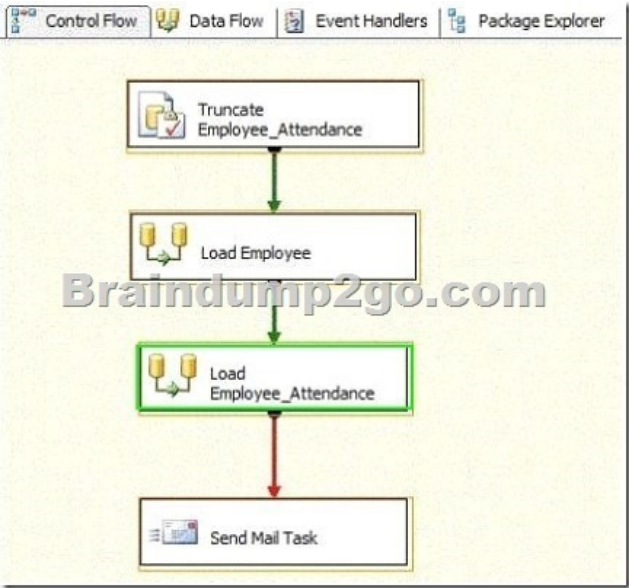 Control Flow
Data Flow
Event Handlers
Package Explorer
Truncate
Employee_Attendance
Load Employee
Braindump2go.com
Load
Employee_Attendance
Send Mail Task